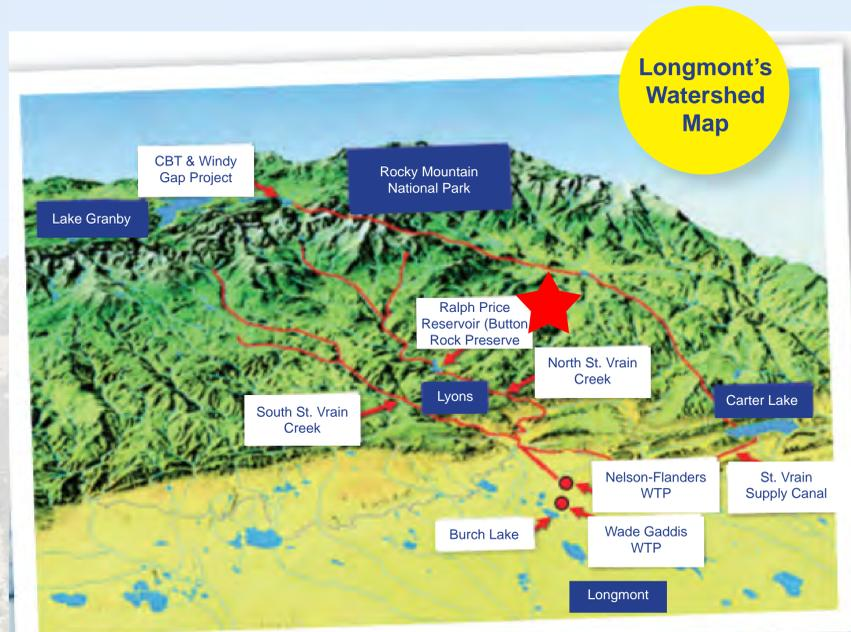 Longmont's
Watershed
Map
CBT & Windy
Gap Project
Rocky Mountain
National Park
Lake Granby
Ralph Price
Reservoir (Button
Rock Preserve
North St. Vrain
Creek
Lyons
Carter Lake
South St. Vrain
Creek
Nelson-Flanders
WTP
St. Vrain
Supply Canal
Burch Lake
Wade Gaddis
WTP
Longmont